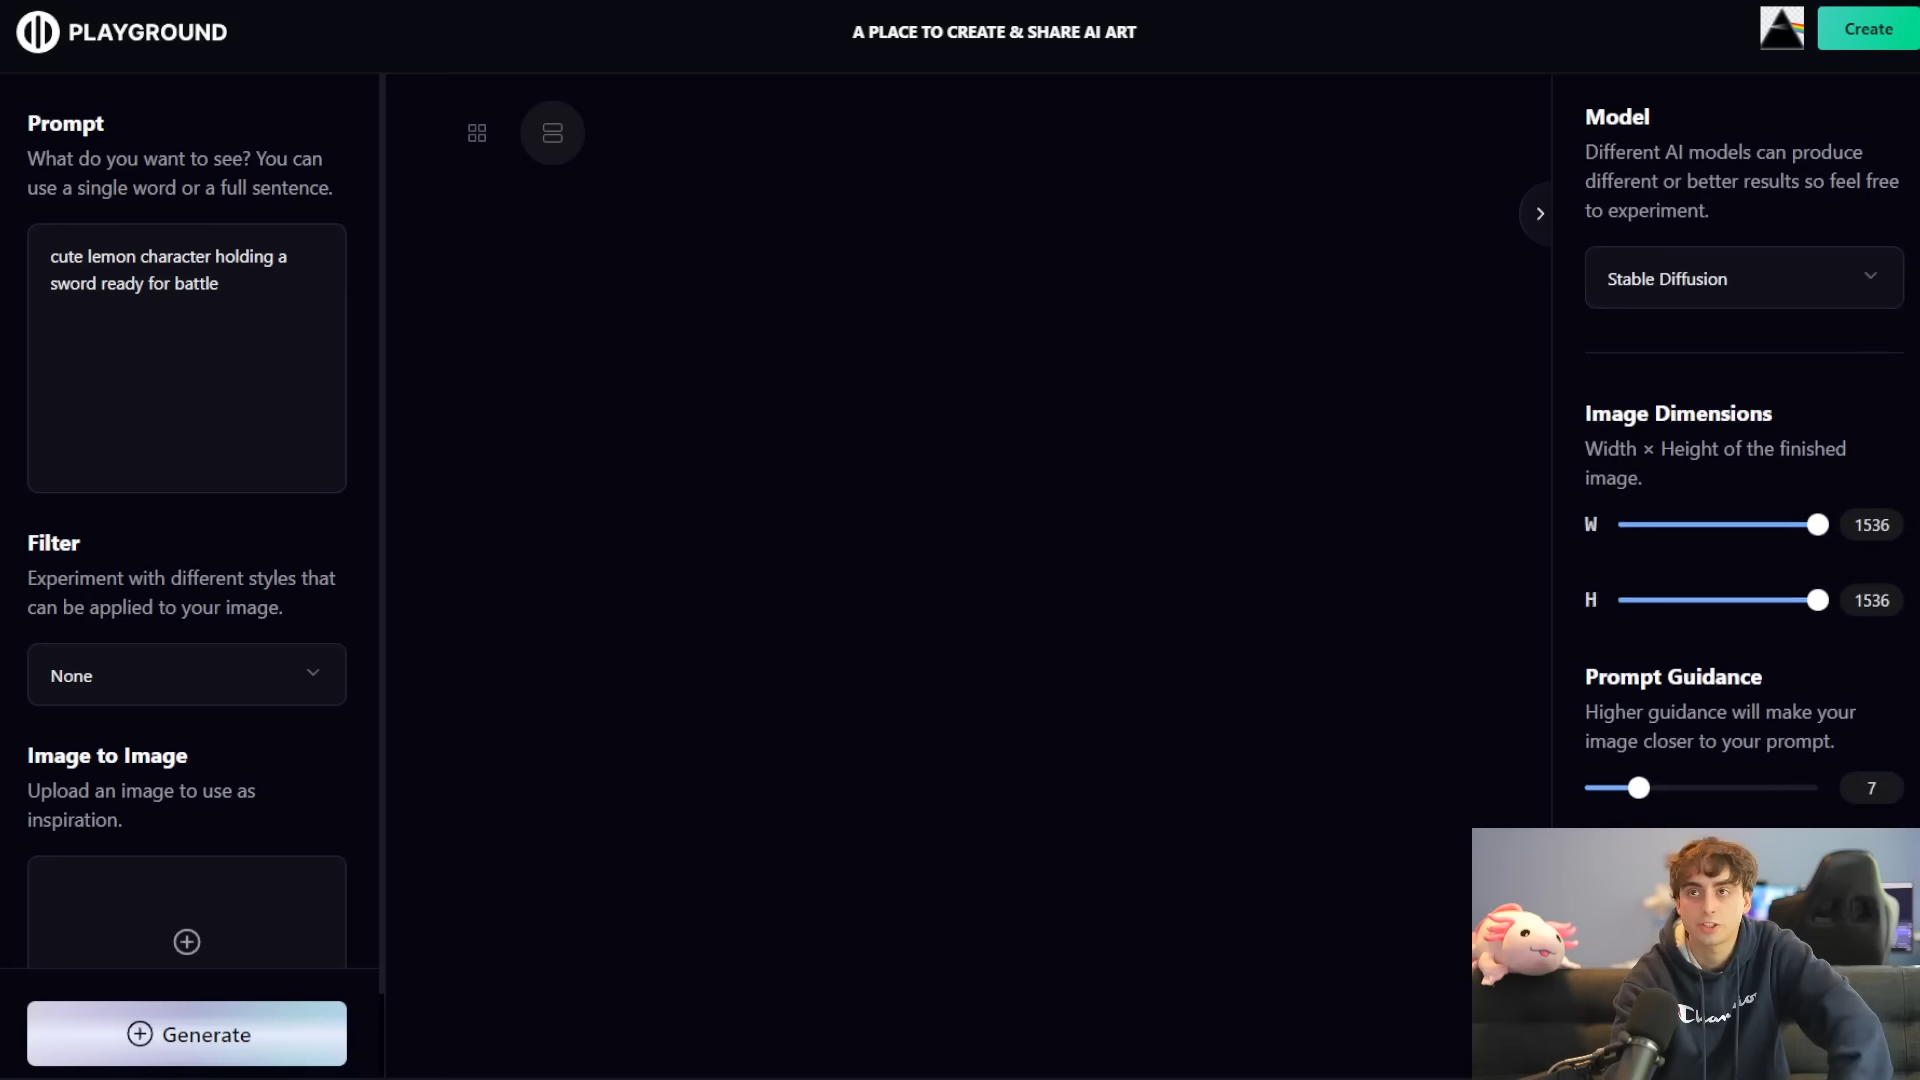 PLAYGROUND
A PLACE TO CREATE & SHARE AI ART
Create
Prompt
What do you want to see? You can
use a single word or a full sentence.
cute lemon character holding a
sword ready for battle
Filter
Experiment with different styles that
can be applied to your image.
None
Image to Image
Upload an image to use as
inspiration.
Generate
Model
Different AI models can produce
different or better results so feel free
to experiment.
Stable Diffusion
Image Dimensions
Width × Height of the finished
image.
W 1536
H 1536
Prompt Guidance
Higher guidance will make your
image closer to your prompt.
7